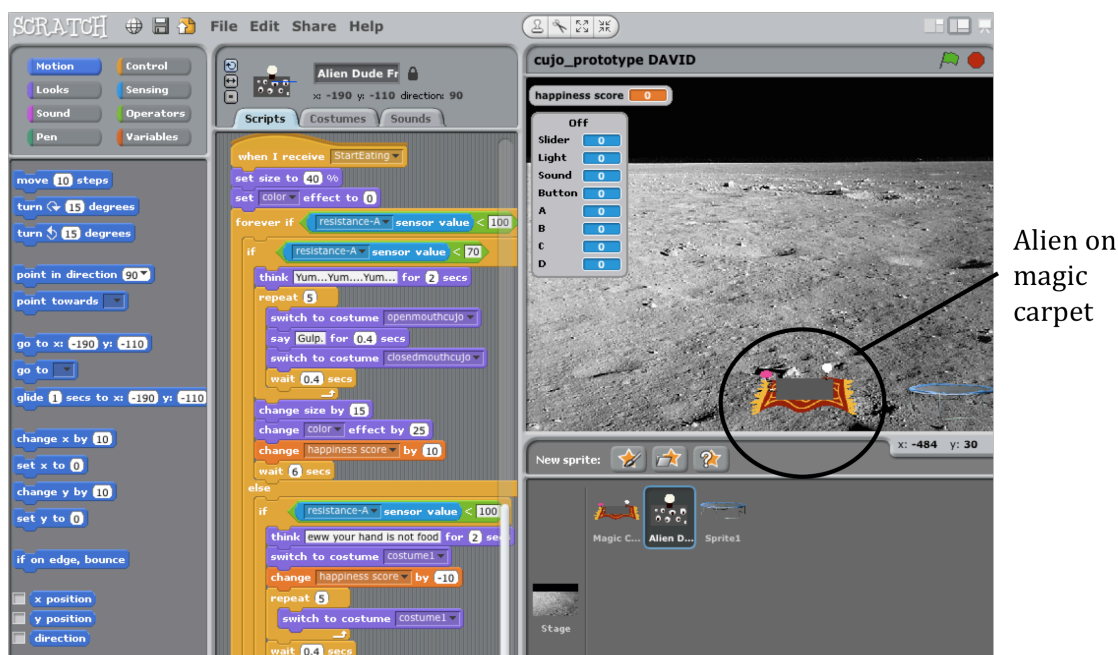 SCRATCH File Edit Share Help
Motion Control
Looks Sensing
Sound Operators
Pen Variables
move 10 steps
turn 15 degrees
turn 15 degrees
point in direction 90
point towards
go to x: -190 y: -110
go to
glide 1 secs to x: -190 y: -110
change x by 10
set x to 0
change y by 10
set y to 0
if on edge, bounce
x position
y position
direction
Alien Dude Fr
x: -190 y: -110 direction: 90
Scripts Costumes Sounds
when I receive StartEating
set size to 40 %
set color effect to 0
forever if resistance-A sensor value < 100
if resistance-A sensor value < 70
think Yum...Yum....Yum... for 2 secs
repeat 5
switch to costume openmouthcujo
say Gulp. for 0.4 secs
switch to costume closedmouthcujo
wait 0.4 secs
change size by 15
change color effect by 25
change happiness score by 10
wait 6 secs
else
if resistance-A sensor value < 100
think eww your hand is not food for 2 se
switch to costume costume1
change happiness score by -10
repeat 5
switch to costume costume1
wait 0.4 secs
cujo_prototype DAVID
happiness score 0
Off
Slider 0
Light 0
Sound 0
Button 0
A 0
B 0
C 0
D 0
x: -484 y: 30
New sprite:
Magic C... Alien D... Sprite1
Stage
Alien on
magic
carpet